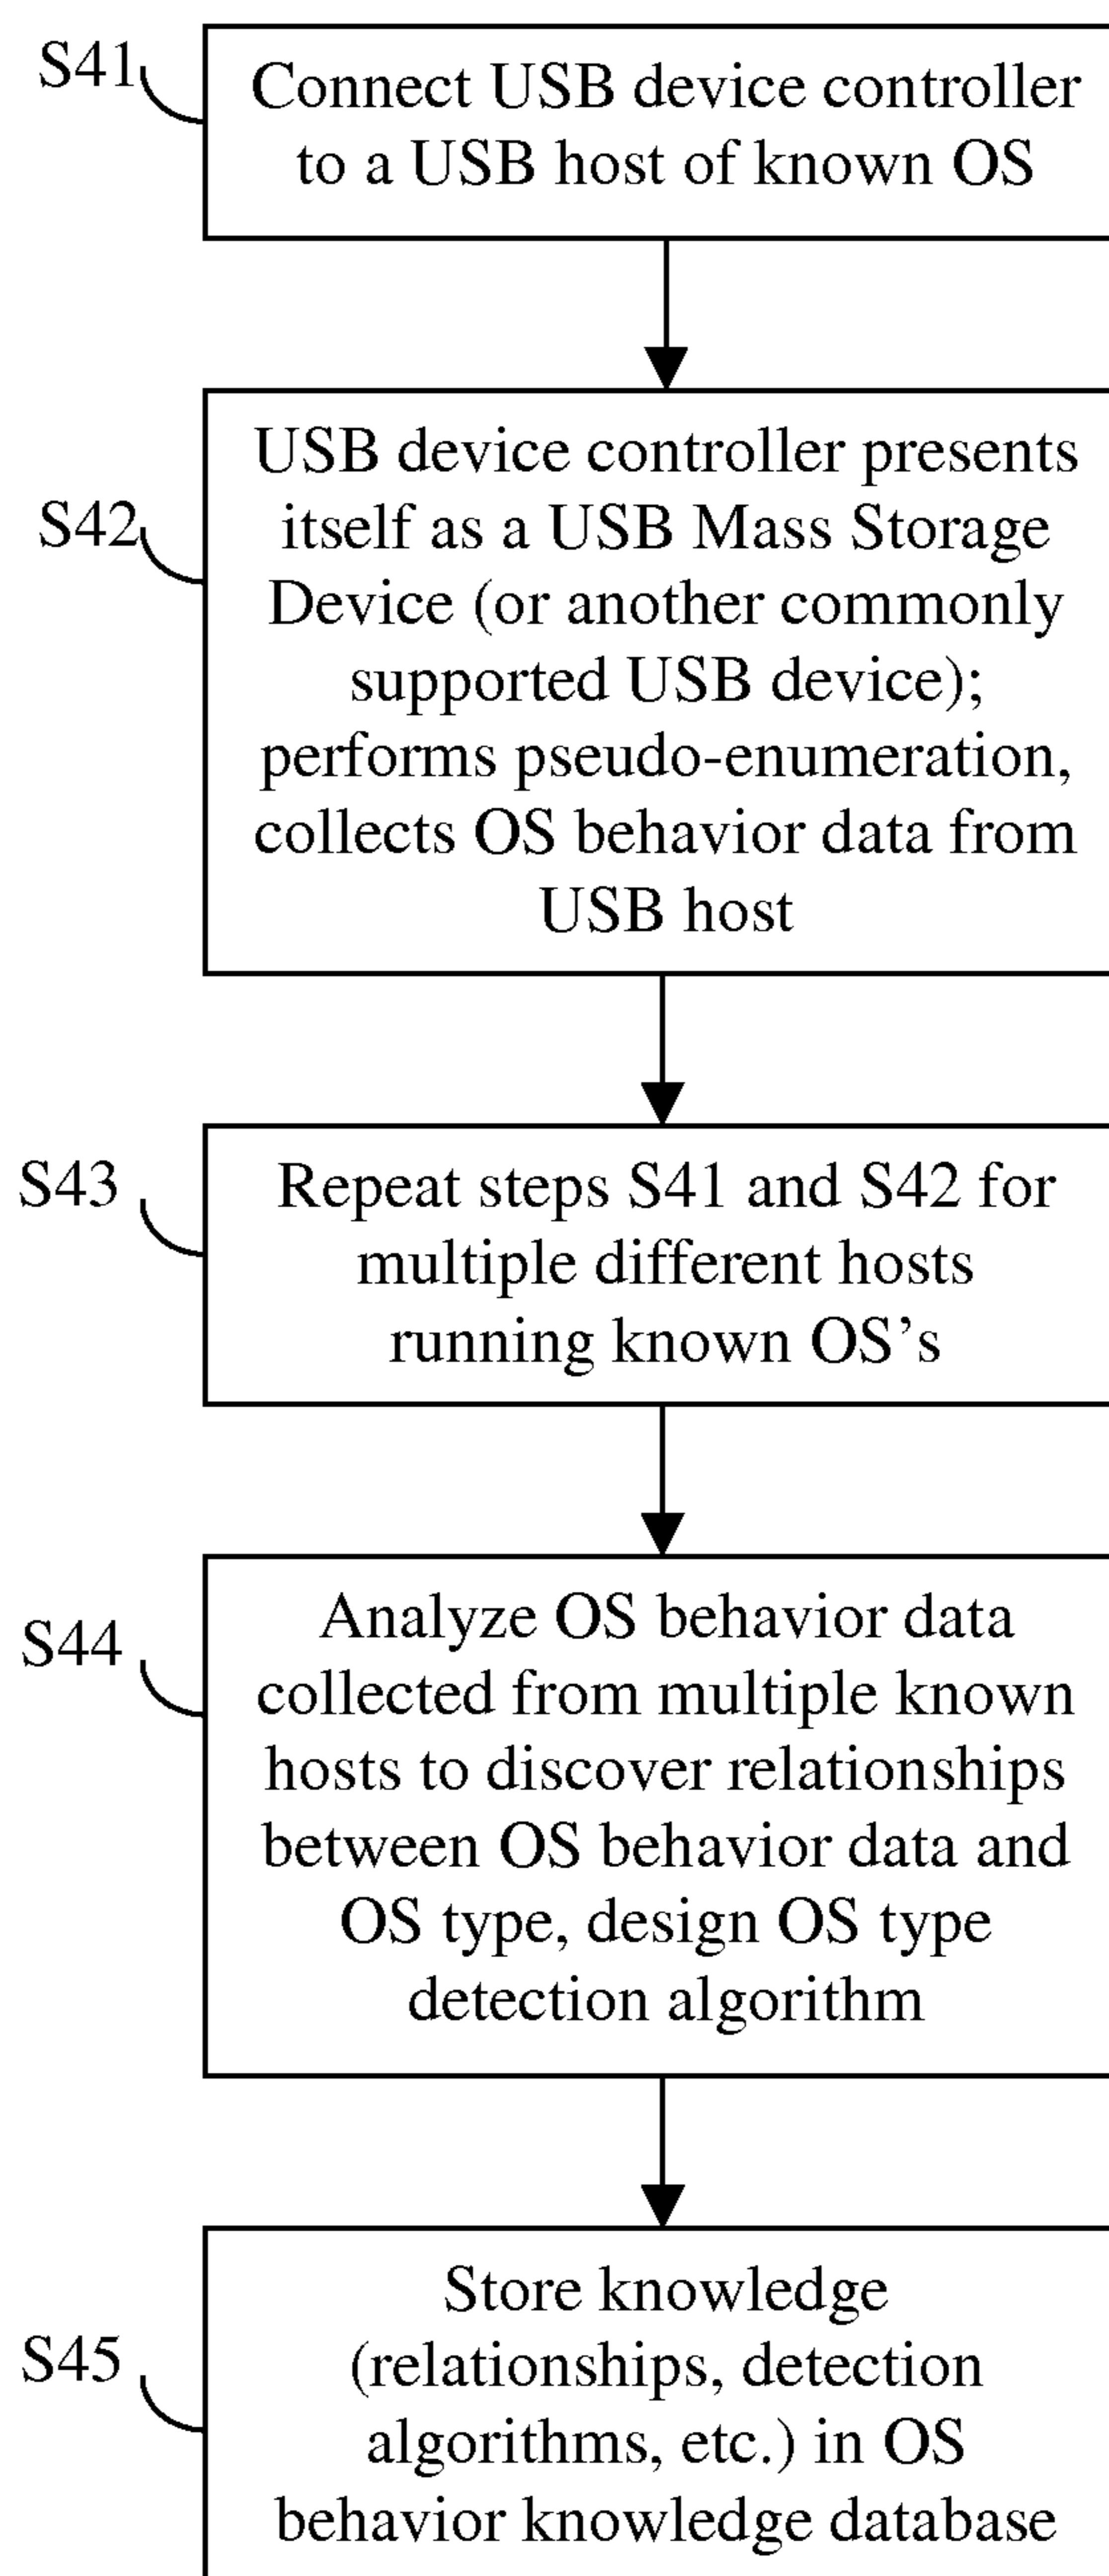 S41
Connect USB device controller
to a USB host of known OS
S42
USB device controller presents
itself as a USB Mass Storage
Device (or another commonly
supported USB device);
performs pseudo-enumeration,
collects OS behavior data from
USB host
S43
Repeat steps S41 and S42 for
multiple different hosts
running known OS’s
S44
Analyze OS behavior data
collected from multiple known
hosts to discover relationships
between OS behavior data and
OS type, design OS type
detection algorithm
S45
Store knowledge
(relationships, detection
algorithms, etc.) in OS
behavior knowledge database